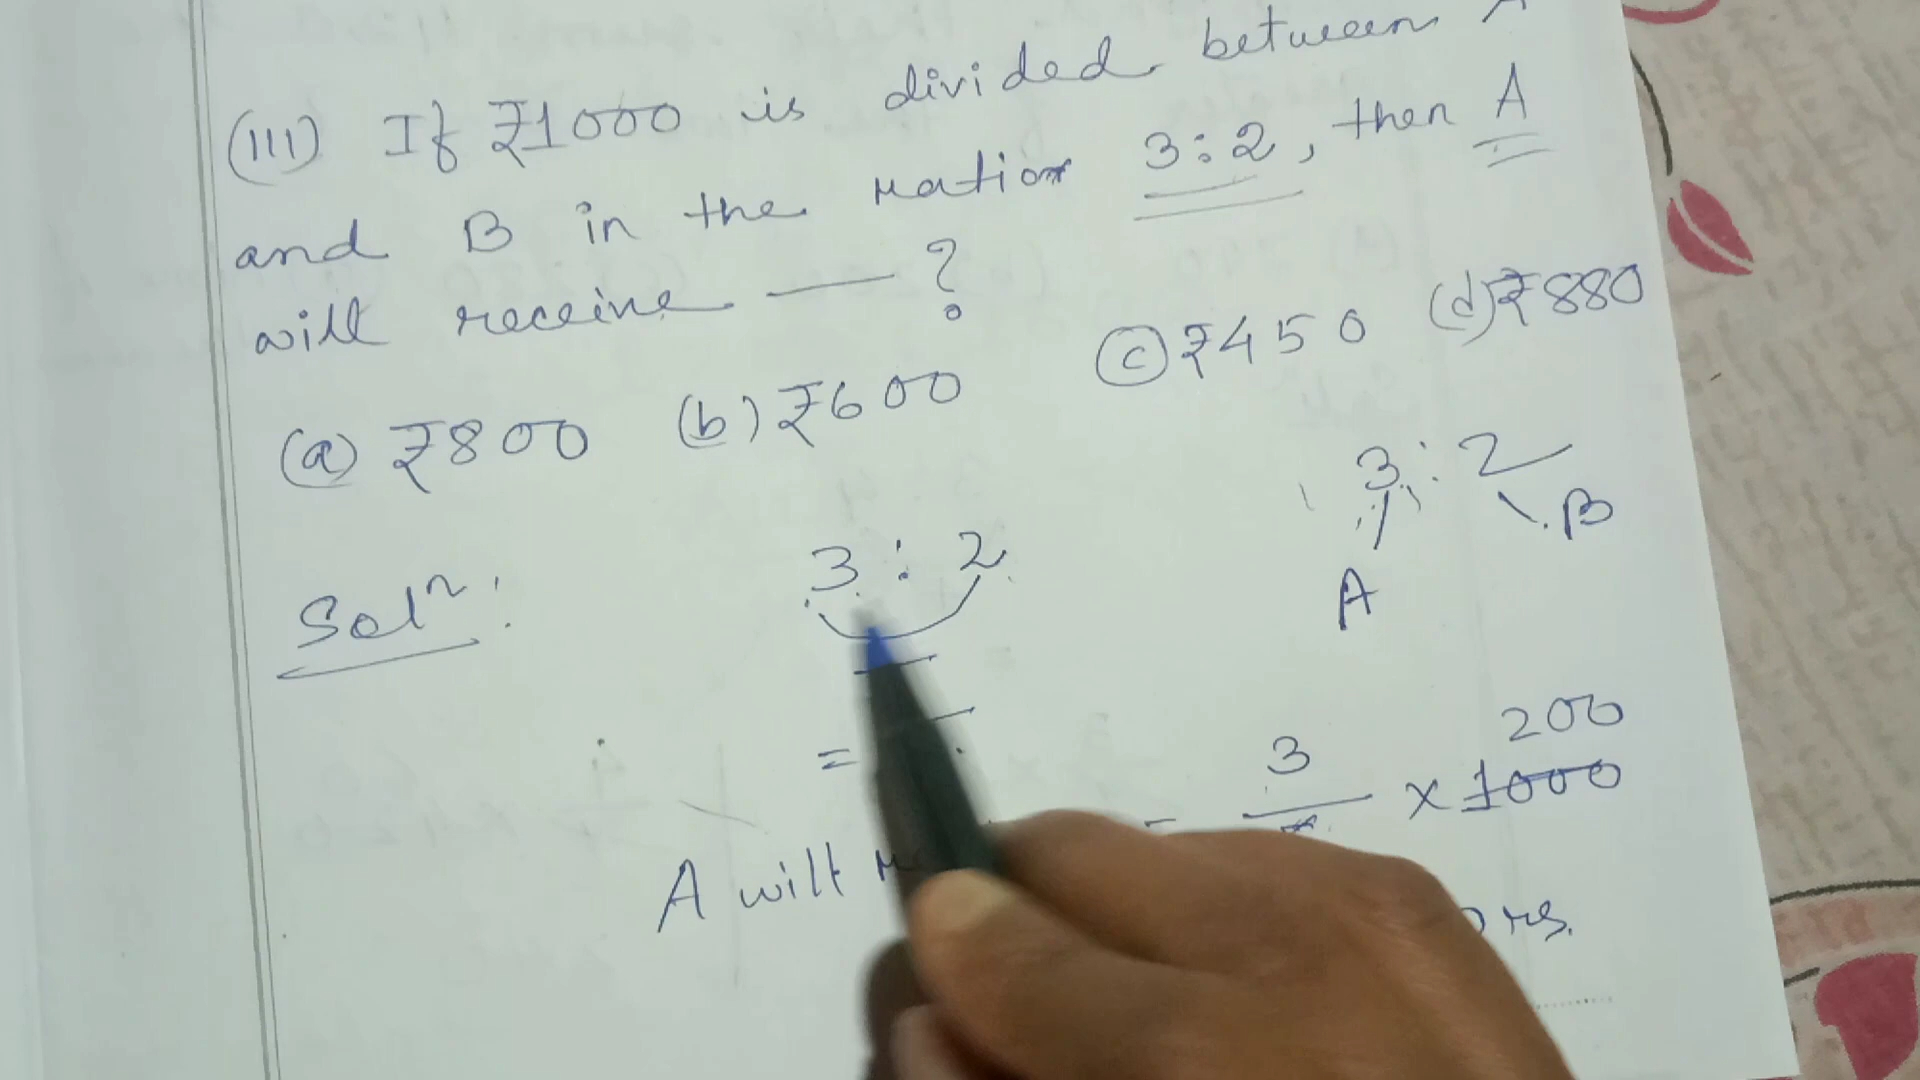 (III) If ₹1000 is divided between A
and B in the ration 3:2, then A
will receive — ?
(a) ₹800 (b) ₹600 (c) ₹450 (d) ₹880
3 : 2
A B
Solⁿ: 3 : 2
=
A will = 3 × 1000
200
rs.